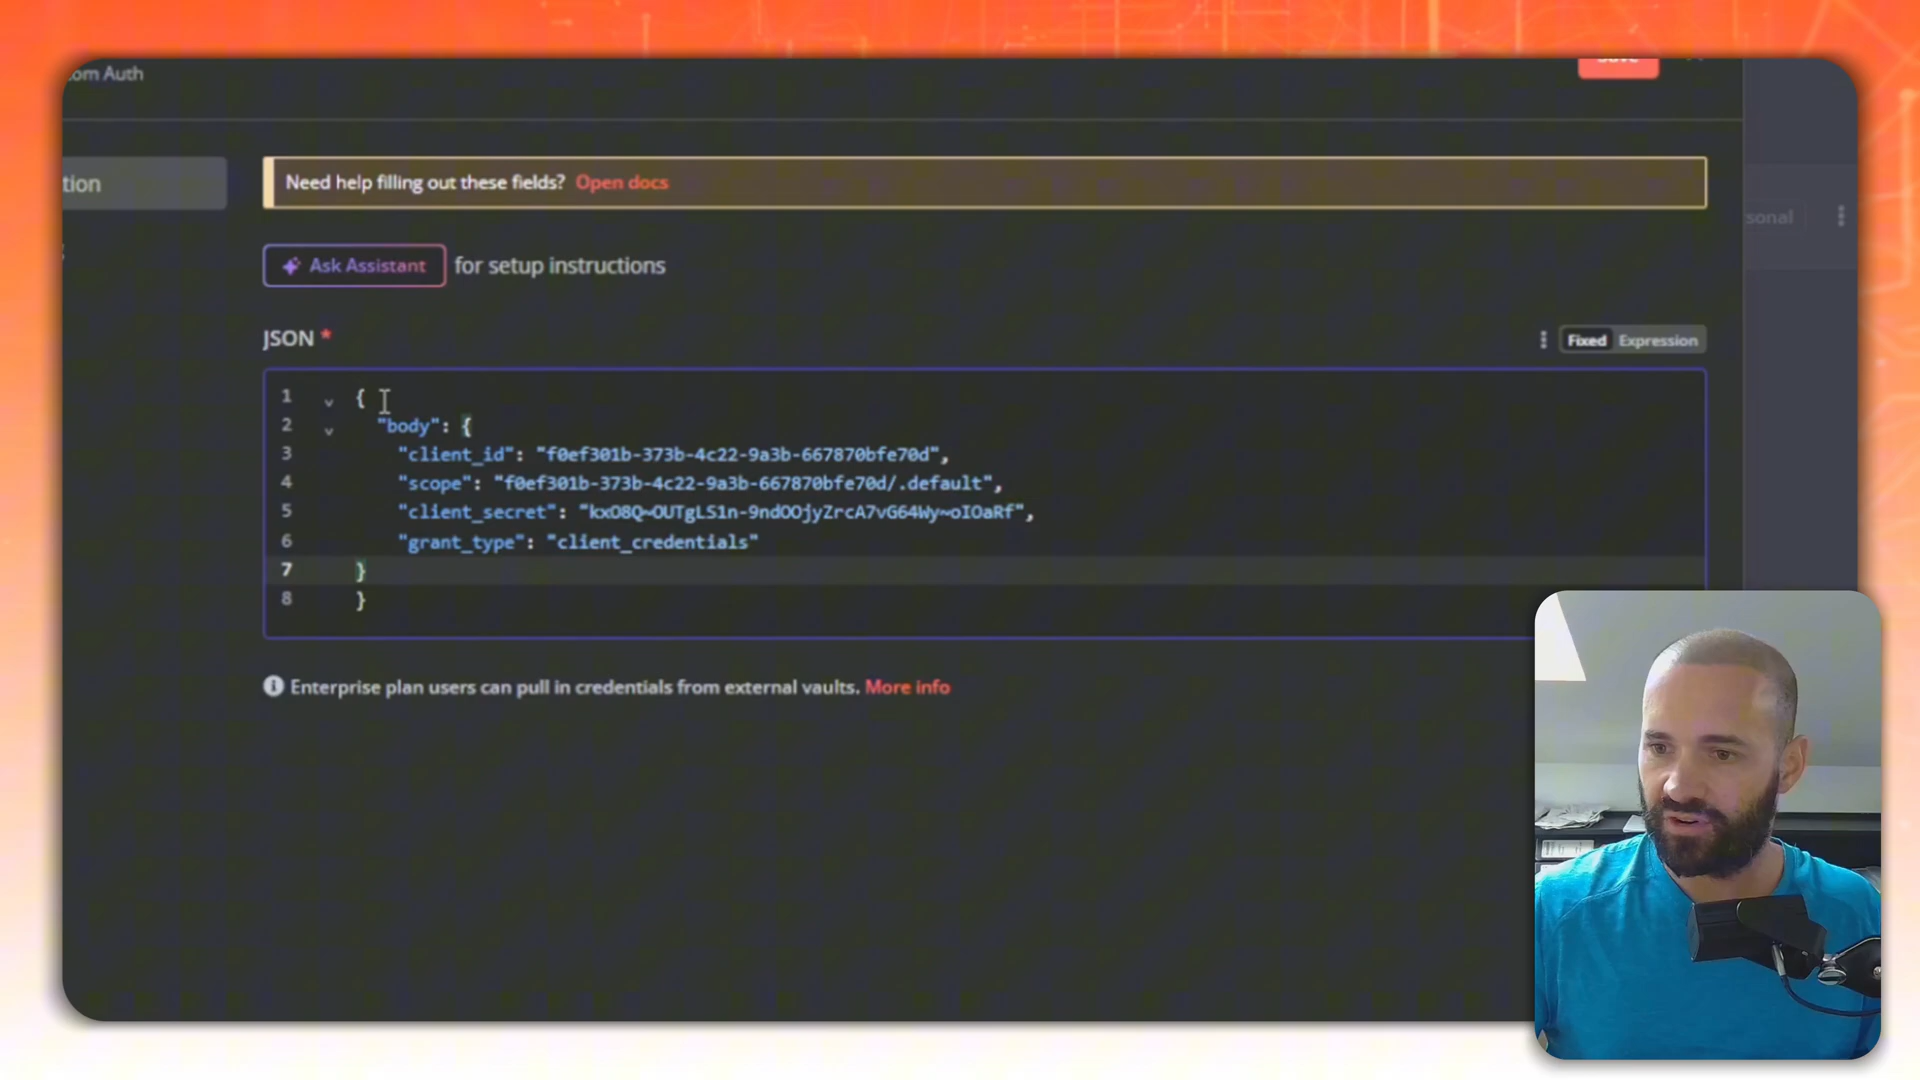 om Auth
Save
tion
Need help filling out these fields? Open docs
sonal
Ask Assistant for setup instructions
JSON *
Fixed Expression
1 {
2 "body": {
3 "client_id": "f0ef301b-373b-4c22-9a3b-667870bfe70d",
4 "scope": "f0ef301b-373b-4c22-9a3b-667870bfe70d/.default",
5 "client_secret": "kxO8Q~OUTgLS1n-9ndOOjyZrcA7vG64Wy~oIOaRf",
6 "grant_type": "client_credentials"
7 }
8 }
Enterprise plan users can pull in credentials from external vaults. More info